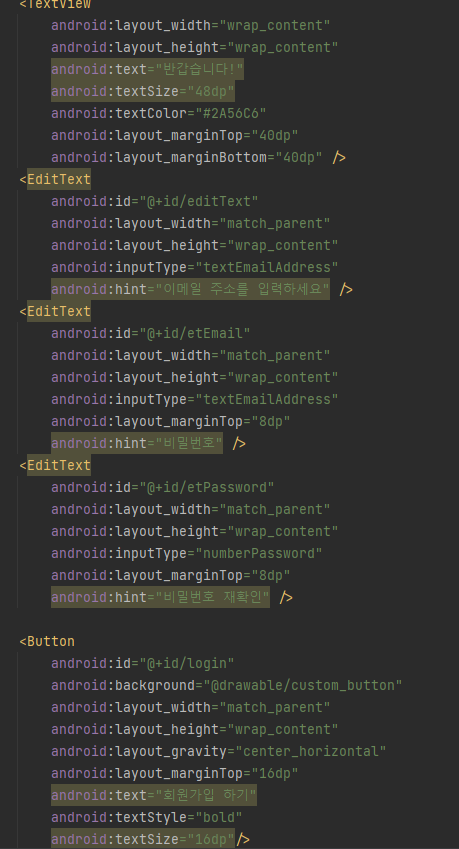 <TextView
android:layout_width="wrap_content"
android:layout_height="wrap_content"
android:text="반갑습니다!"
android:textSize="48dp"
android:textColor="#2A56C6"
android:layout_marginTop="40dp"
android:layout_marginBottom="40dp" />
<EditText
android:id="@+id/editText"
android:layout_width="match_parent"
android:layout_height="wrap_content"
android:inputType="textEmailAddress"
android:hint="이메일 주소를 입력하세요" />
<EditText
android:id="@+id/etEmail"
android:layout_width="match_parent"
android:layout_height="wrap_content"
android:inputType="textEmailAddress"
android:layout_marginTop="8dp"
android:hint="비밀번호" />
<EditText
android:id="@+id/etPassword"
android:layout_width="match_parent"
android:layout_height="wrap_content"
android:inputType="numberPassword"
android:layout_marginTop="8dp"
android:hint="비밀번호 재확인" />
<Button
android:id="@+id/login"
android:background="@drawable/custom_button"
android:layout_width="match_parent"
android:layout_height="wrap_content"
android:layout_gravity="center_horizontal"
android:layout_marginTop="16dp"
android:text="회원가입 하기"
android:textStyle="bold"
android:textSize="16dp"/>